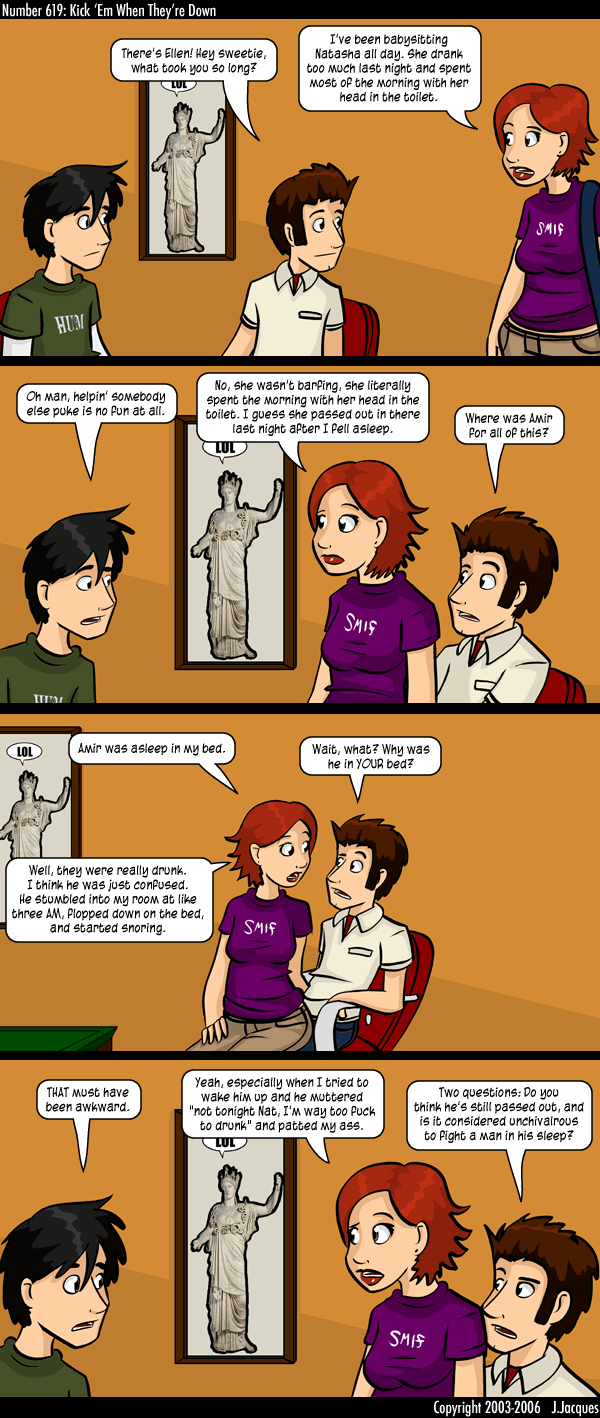 Number 619: Kick 'Em When They're Down
There's Ellen! Hey sweetie,
what took you so long?
I've been babysitting
Natasha all day. She drank
too much last night and spent
most of the morning with her
head in the toilet.
LOL
HUM
SMIF
Oh man, helpin' somebody
else puke is no fun at all.
No, she wasn't barfing, she literally
spent the morning with her head in the
toilet. I guess she passed out in there
last night after I fell asleep.
Where was Amir
for all of this?
LOL
SMIF
HUM
LOL
Amir was asleep in my bed.
Wait, what? Why was
he in YOUR bed?
Well, they were really drunk.
I think he was just confused.
He stumbled into my room at like
three AM, flopped down on the bed,
and started snoring.
SMIF
THAT must have
been awkward.
Yeah, especially when I tried to
wake him up and he muttered
"not tonight Nat, I'm way too fuck
to drunk" and patted my ass.
Two questions: Do you
think he's still passed out, and
is it considered unchivalrous
to fight a man in his sleep?
LOL
SMIF
Copyright 2003-2006 J.Jacques